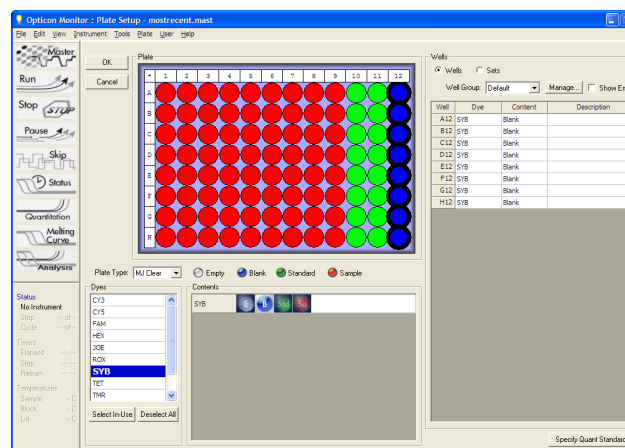 Opticon Monitor : Plate Setup - mostrecent.mast
File Edit View Instrument Tools Plate User Help
Master
Run
Stop
STOP
Pause
Skip
Status
Quantitation
Melting
Curve
Analysis
Status
No Instrument
Step -- of --
Cycle -- of --
Timers
Elapsed --:--:--
Step --:--:--
Remain --:--:--
Temperatures
Sample -- C
Block -- C
Lid -- C
OK
Cancel
Plate
* 1 2 3 4 5 6 7 8 9 10 11 12
A
B
C
D
E
F
G
H
Plate Type: MJ Clear Empty Blank Standard Sample
Dyes
CY3
CY5
FAM
HEX
JOE
ROX
SYB
TET
TMR
Select In-Use Deselect All
Contents
SYB E B Std Sa
Wells
Wells Sets
Well Group: Default Manage... Show Em
Well Dye Content Description
A12 SYB Blank
B12 SYB Blank
C12 SYB Blank
D12 SYB Blank
E12 SYB Blank
F12 SYB Blank
G12 SYB Blank
H12 SYB Blank
Specify Quant Standard